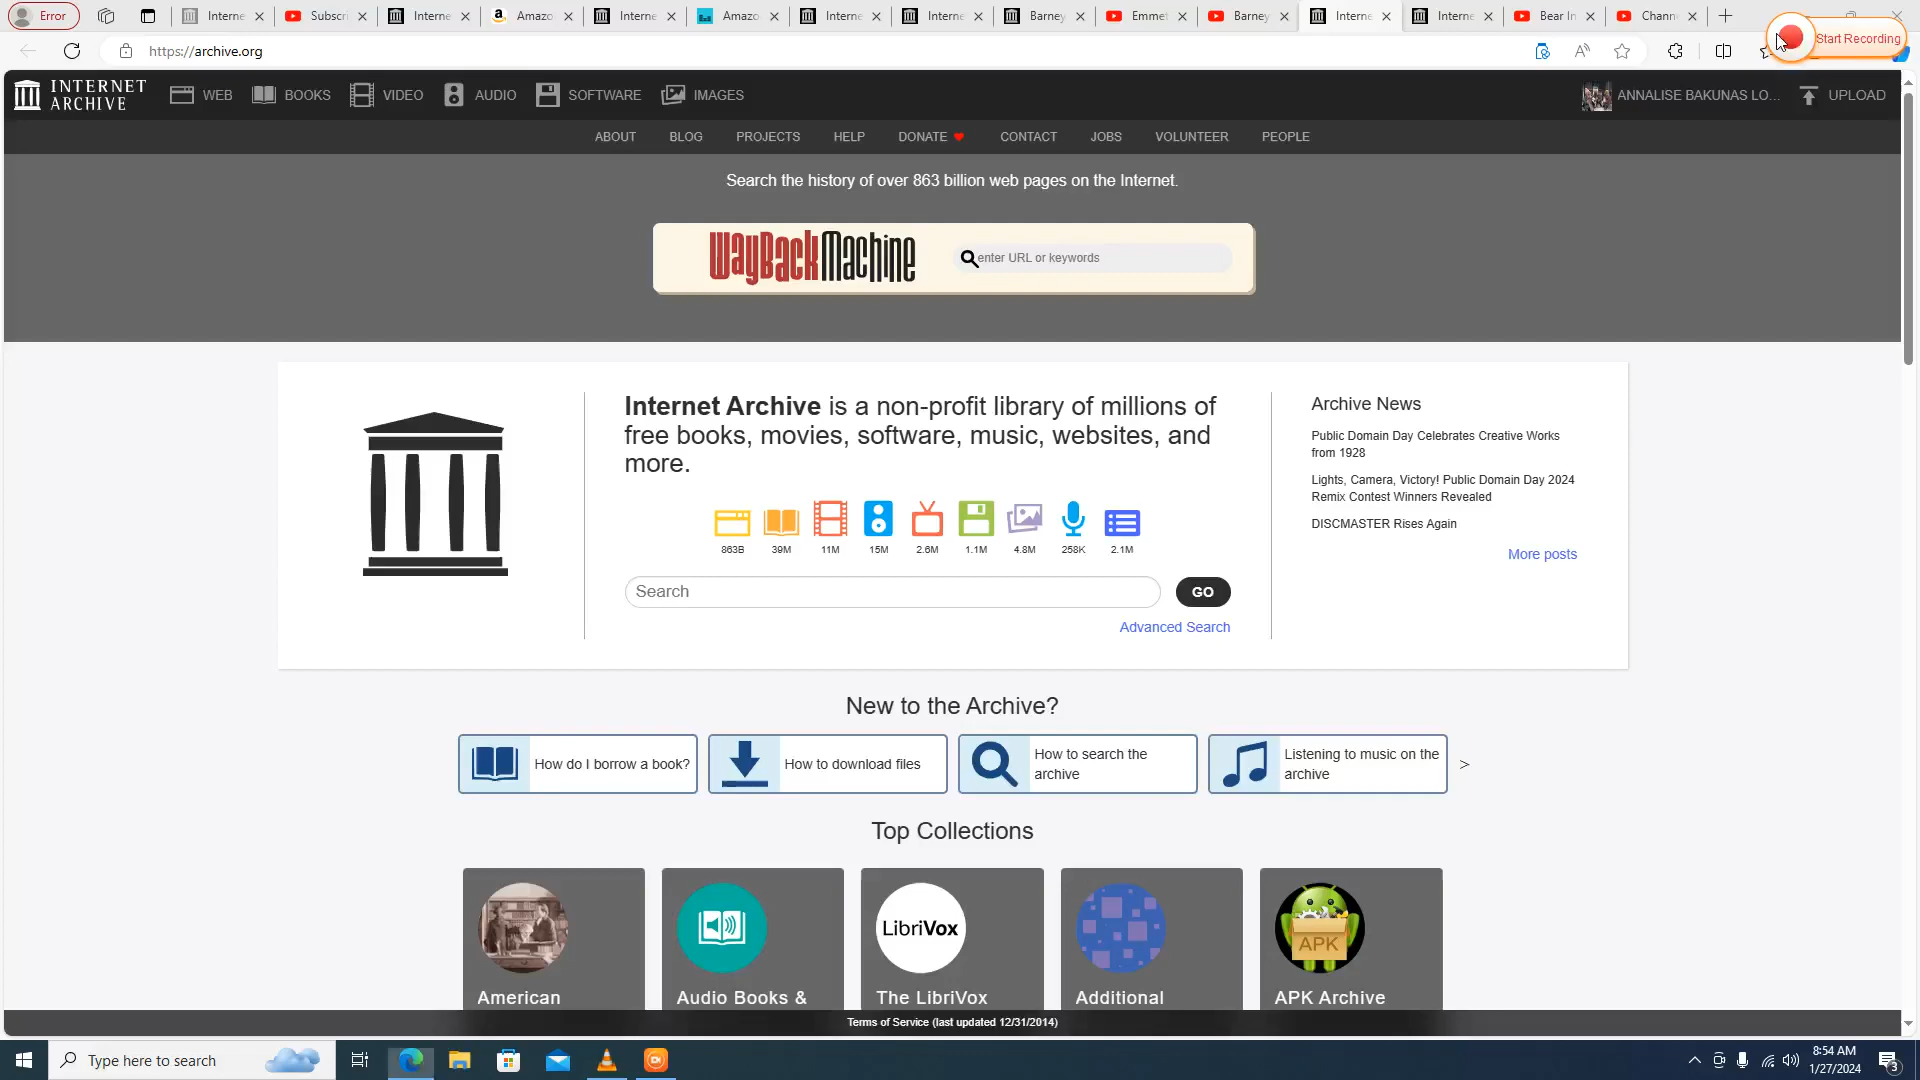 Error
Interne
Subscri
Interne
Amazo
Interne
Amazo
Interne
Interne
Barney
Emmet
Barney
Interne
Interne
Bear In
Chann
https://archive.org
Start Recording
INTERNET
ARCHIVE
WEB
BOOKS
VIDEO
AUDIO
SOFTWARE
IMAGES
ANNALISE BAKUNAS LO...
UPLOAD
ABOUT
BLOG
PROJECTS
HELP
DONATE
CONTACT
JOBS
VOLUNTEER
PEOPLE
Search the history of over 863 billion web pages on the Internet.
WayBackMachine
enter URL or keywords
Internet Archive is a non-profit library of millions of
free books, movies, software, music, websites, and
more.
863B
39M
11M
15M
2.6M
1.1M
4.8M
258K
2.1M
Search
GO
Advanced Search
Archive News
Public Domain Day Celebrates Creative Works
from 1928
Lights, Camera, Victory! Public Domain Day 2024
Remix Contest Winners Revealed
DISCMASTER Rises Again
More posts
New to the Archive?
How do I borrow a book?
How to download files
How to search the
archive
Listening to music on the
archive
>
Top Collections
LibriVox
APK
American
Audio Books &
The LibriVox
Additional
APK Archive
Terms of Service (last updated 12/31/2014)
Type here to search
8:54 AM
1/27/2024
3